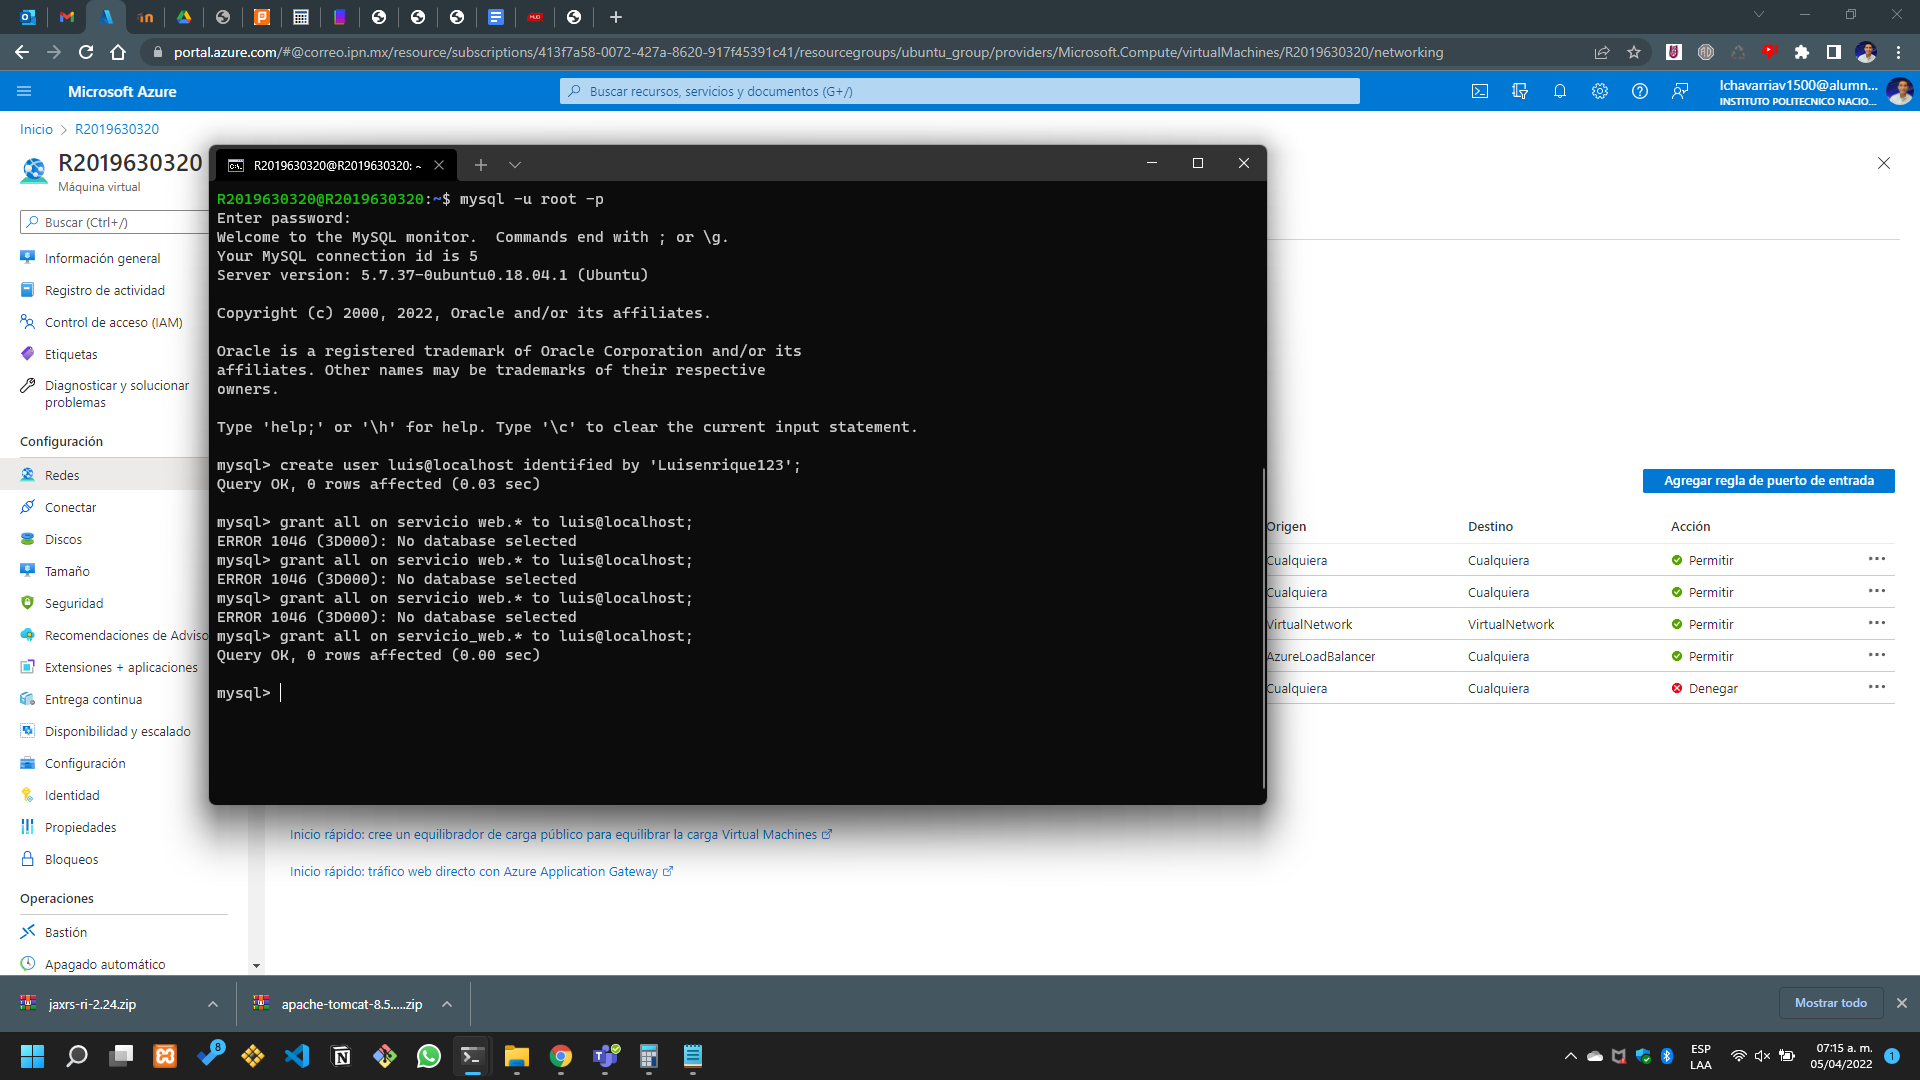 portal.azure.com/#@correo.ipn.mx/resource/subscriptions/413f7a58-0072-427a-8620-917f45391c41/resourcegroups/ubuntu_group/providers/Microsoft.Compute/virtualMachines/R2019630320/networking
Microsoft Azure
Buscar recursos, servicios y documentos (G+/)
lchavarriav1500@alumn...
INSTITUTO POLITECNICO NACIO...
Inicio > R2019630320
R2019630320
Máquina virtual
Buscar (Ctrl+/)
Información general
Registro de actividad
Control de acceso (IAM)
Etiquetas
Diagnosticar y solucionar
problemas
Configuración
Redes
Conectar
Discos
Tamaño
Seguridad
Recomendaciones de Adviso
Extensiones + aplicaciones
Entrega continua
Disponibilidad y escalado
Configuración
Identidad
Propiedades
Bloqueos
Operaciones
Bastión
Apagado automático
R2019630320@R2019630320: ~
R2019630320@R2019630320:~$ mysql -u root -p
Enter password:
Welcome to the MySQL monitor.  Commands end with ; or \g.
Your MySQL connection id is 5
Server version: 5.7.37-0ubuntu0.18.04.1 (Ubuntu)
Copyright (c) 2000, 2022, Oracle and/or its affiliates.
Oracle is a registered trademark of Oracle Corporation and/or its
affiliates. Other names may be trademarks of their respective
owners.
Type 'help;' or '\h' for help. Type '\c' to clear the current input statement.
mysql> create user luis@localhost identified by 'Luisenrique123';
Query OK, 0 rows affected (0.03 sec)
mysql> grant all on servicio web.* to luis@localhost;
ERROR 1046 (3D000): No database selected
mysql> grant all on servicio web.* to luis@localhost;
ERROR 1046 (3D000): No database selected
mysql> grant all on servicio web.* to luis@localhost;
ERROR 1046 (3D000): No database selected
mysql> grant all on servicio_web.* to luis@localhost;
Query OK, 0 rows affected (0.00 sec)
mysql>
Agregar regla de puerto de entrada
Origen Destino Acción
Cualquiera Cualquiera Permitir ...
Cualquiera Cualquiera Permitir ...
VirtualNetwork VirtualNetwork Permitir ...
AzureLoadBalancer Cualquiera Permitir ...
Cualquiera Cualquiera Denegar ...
Inicio rápido: cree un equilibrador de carga público para equilibrar la carga Virtual Machines
Inicio rápido: tráfico web directo con Azure Application Gateway
jaxrs-ri-2.24.zip
apache-tomcat-8.5.....zip
Mostrar todo
8
ESP
LAA
07:15 a. m.
05/04/2022
1